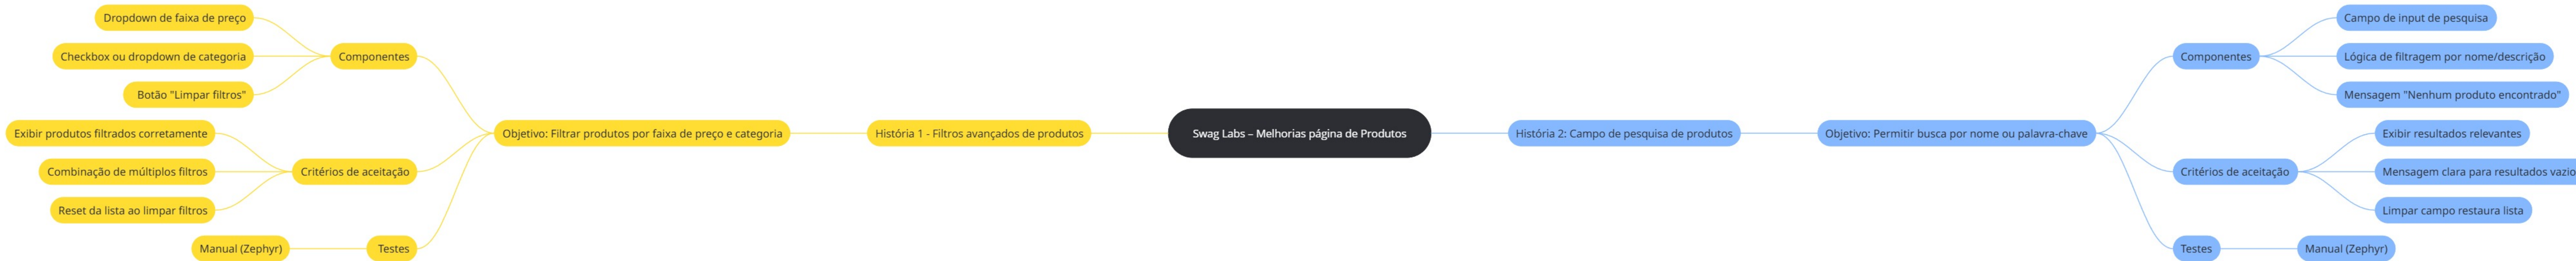 Swag Labs – Melhorias página de Produtos
História 1 - Filtros avançados de produtos
Objetivo: Filtrar produtos por faixa de preço e categoria
Componentes
Dropdown de faixa de preço
Checkbox ou dropdown de categoria
Botão "Limpar filtros"
Critérios de aceitação
Exibir produtos filtrados corretamente
Combinação de múltiplos filtros
Reset da lista ao limpar filtros
Testes
Manual (Zephyr)
História 2: Campo de pesquisa de produtos
Objetivo: Permitir busca por nome ou palavra-chave
Componentes
Campo de input de pesquisa
Lógica de filtragem por nome/descrição
Mensagem "Nenhum produto encontrado"
Critérios de aceitação
Exibir resultados relevantes
Mensagem clara para resultados vazio
Limpar campo restaura lista
Testes
Manual (Zephyr)